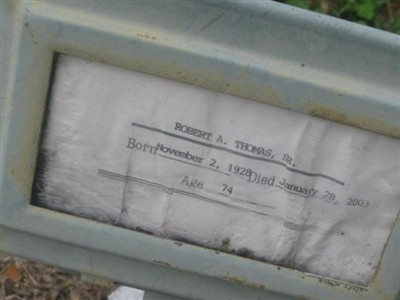 ROBERT A. THOMAS, SR.
Born November 2, 1928 Died January 28, 2003
Age 74